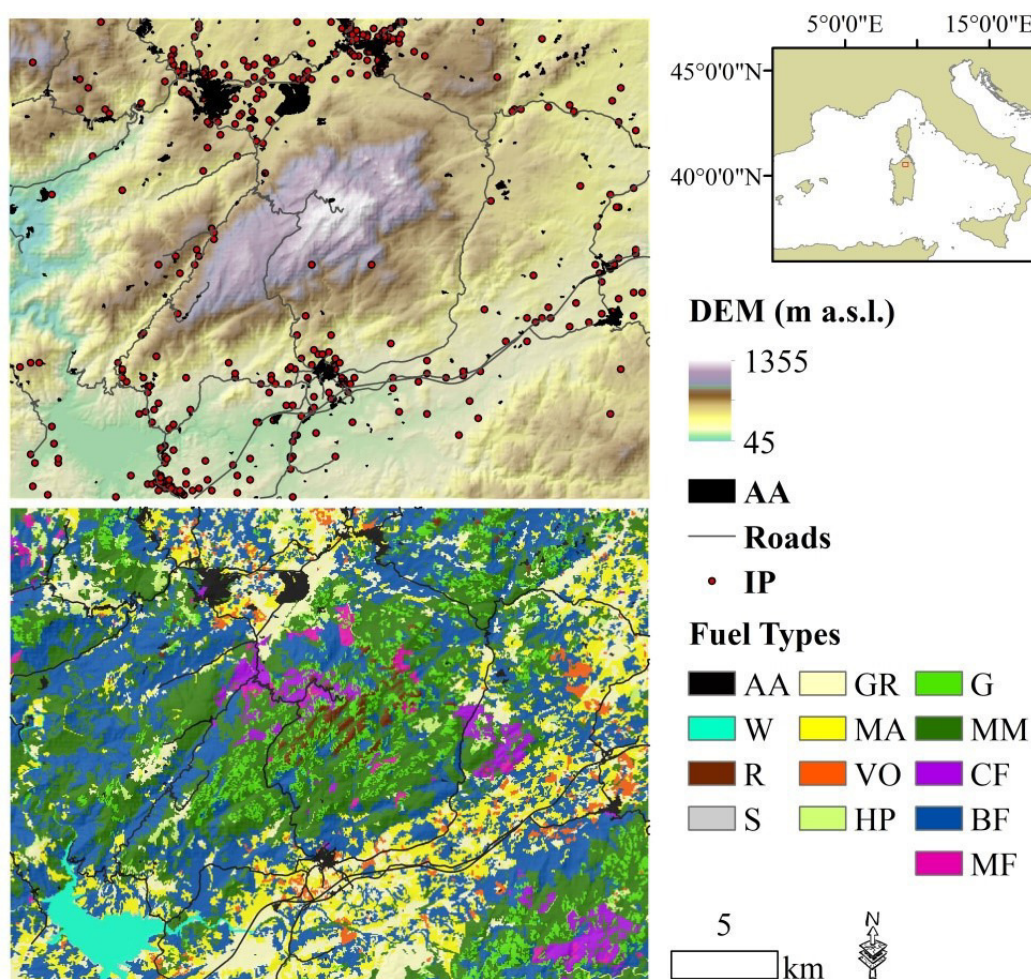 5°0'0"E 15°0'0"E
45°0'0"N
40°0'0"N
DEM (m a.s.l.)
1355
45
AA
Roads
IP
Fuel Types
AA GR G
W MA MM
R VO CF
S HP BF
MF
5
km
N